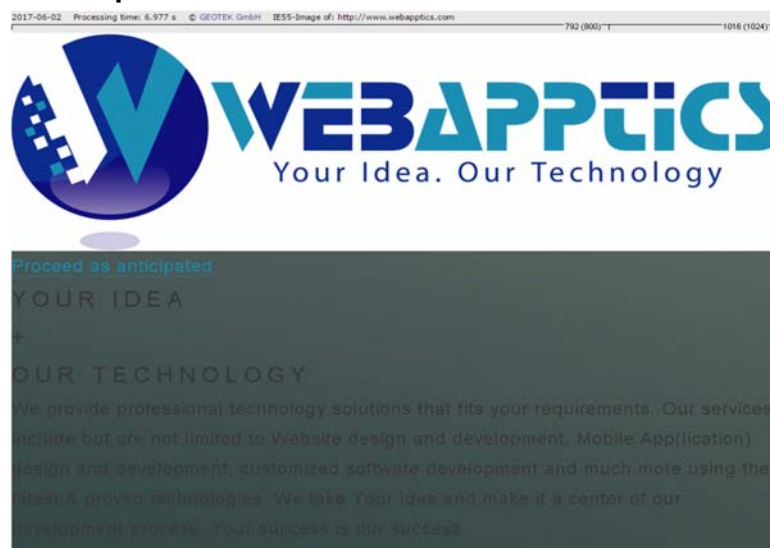 2017-06-02 Processing time: 6.977 s © GEOTEK GmbH IE55-Image of: http://www.webapptics.com
792 (800) 1016 (1024)
WEBAPPTICS
Your Idea. Our Technology
Proceed as anticipated
YOUR IDEA
+
OUR TECHNOLOGY
We provide professional technology solutions that fits your requirements. Our services
include but are not limited to Website design and development, Mobile App(lication)
design and development, customized software development and much more using the
latest & proved technologies. We take Your Idea and make it a center of our
development process. Your success is our success.